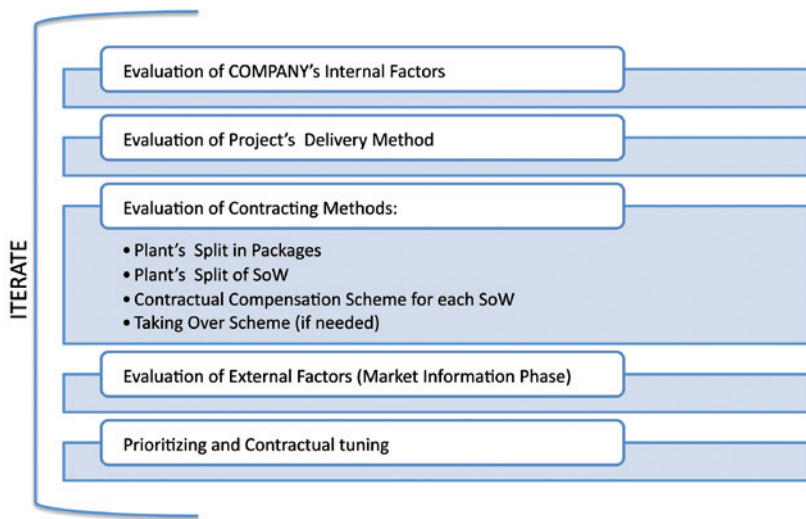 Evaluation of COMPANY's Internal Factors
Evaluation of Project's Delivery Method
Evaluation of Contracting Methods:
• Plant's Split in Packages
• Plant's Split of SoW
• Contractual Compensation Scheme for each SoW
• Taking Over Scheme (if needed)
Evaluation of External Factors (Market Information Phase)
Prioritizing and Contractual tuning
ITERATE